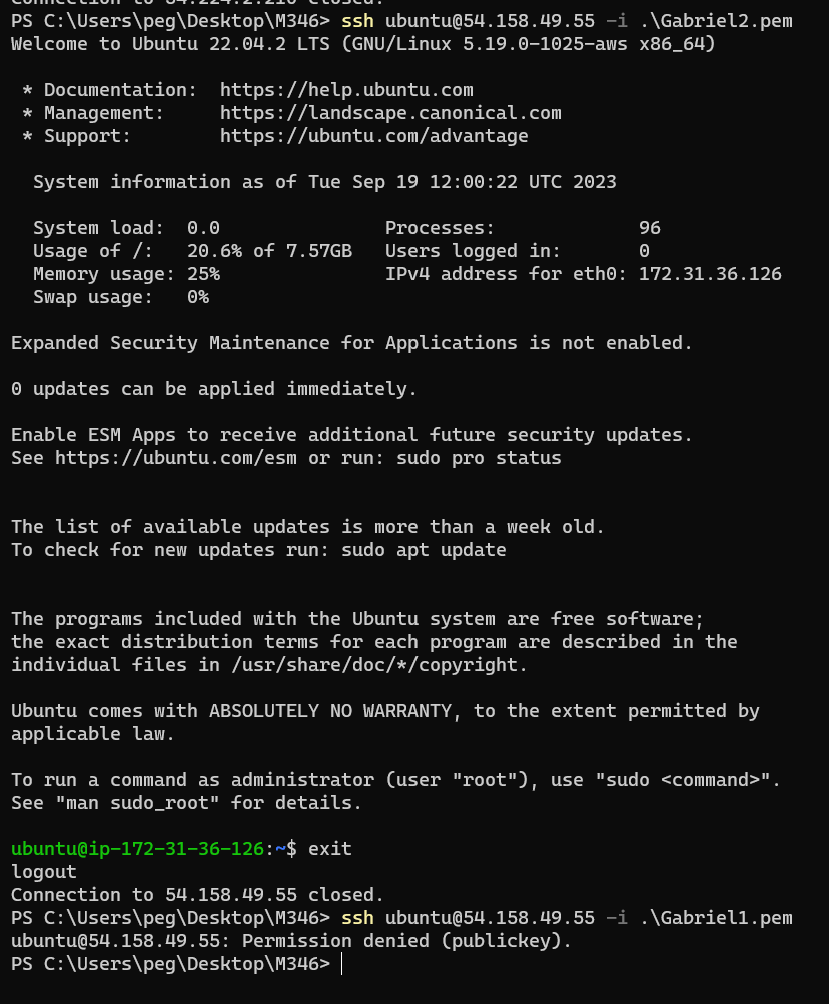 Connection to 54.224.2.210 closed.
PS C:\Users\peg\Desktop\M346> ssh ubuntu@54.158.49.55 -i .\Gabriel2.pem
Welcome to Ubuntu 22.04.2 LTS (GNU/Linux 5.19.0-1025-aws x86_64)
* Documentation:  https://help.ubuntu.com
* Management:     https://landscape.canonical.com
* Support:        https://ubuntu.com/advantage
System information as of Tue Sep 19 12:00:22 UTC 2023
System load:  0.0               Processes:             96
Usage of /:   20.6% of 7.57GB   Users logged in:       0
Memory usage: 25%               IPv4 address for eth0: 172.31.36.126
Swap usage:   0%
Expanded Security Maintenance for Applications is not enabled.
0 updates can be applied immediately.
Enable ESM Apps to receive additional future security updates.
See https://ubuntu.com/esm or run: sudo pro status
The list of available updates is more than a week old.
To check for new updates run: sudo apt update
The programs included with the Ubuntu system are free software;
the exact distribution terms for each program are described in the
individual files in /usr/share/doc/*/copyright.
Ubuntu comes with ABSOLUTELY NO WARRANTY, to the extent permitted by
applicable law.
To run a command as administrator (user "root"), use "sudo <command>".
See "man sudo_root" for details.
ubuntu@ip-172-31-36-126:~$ exit
logout
Connection to 54.158.49.55 closed.
PS C:\Users\peg\Desktop\M346> ssh ubuntu@54.158.49.55 -i .\Gabriel1.pem
ubuntu@54.158.49.55: Permission denied (publickey).
PS C:\Users\peg\Desktop\M346>